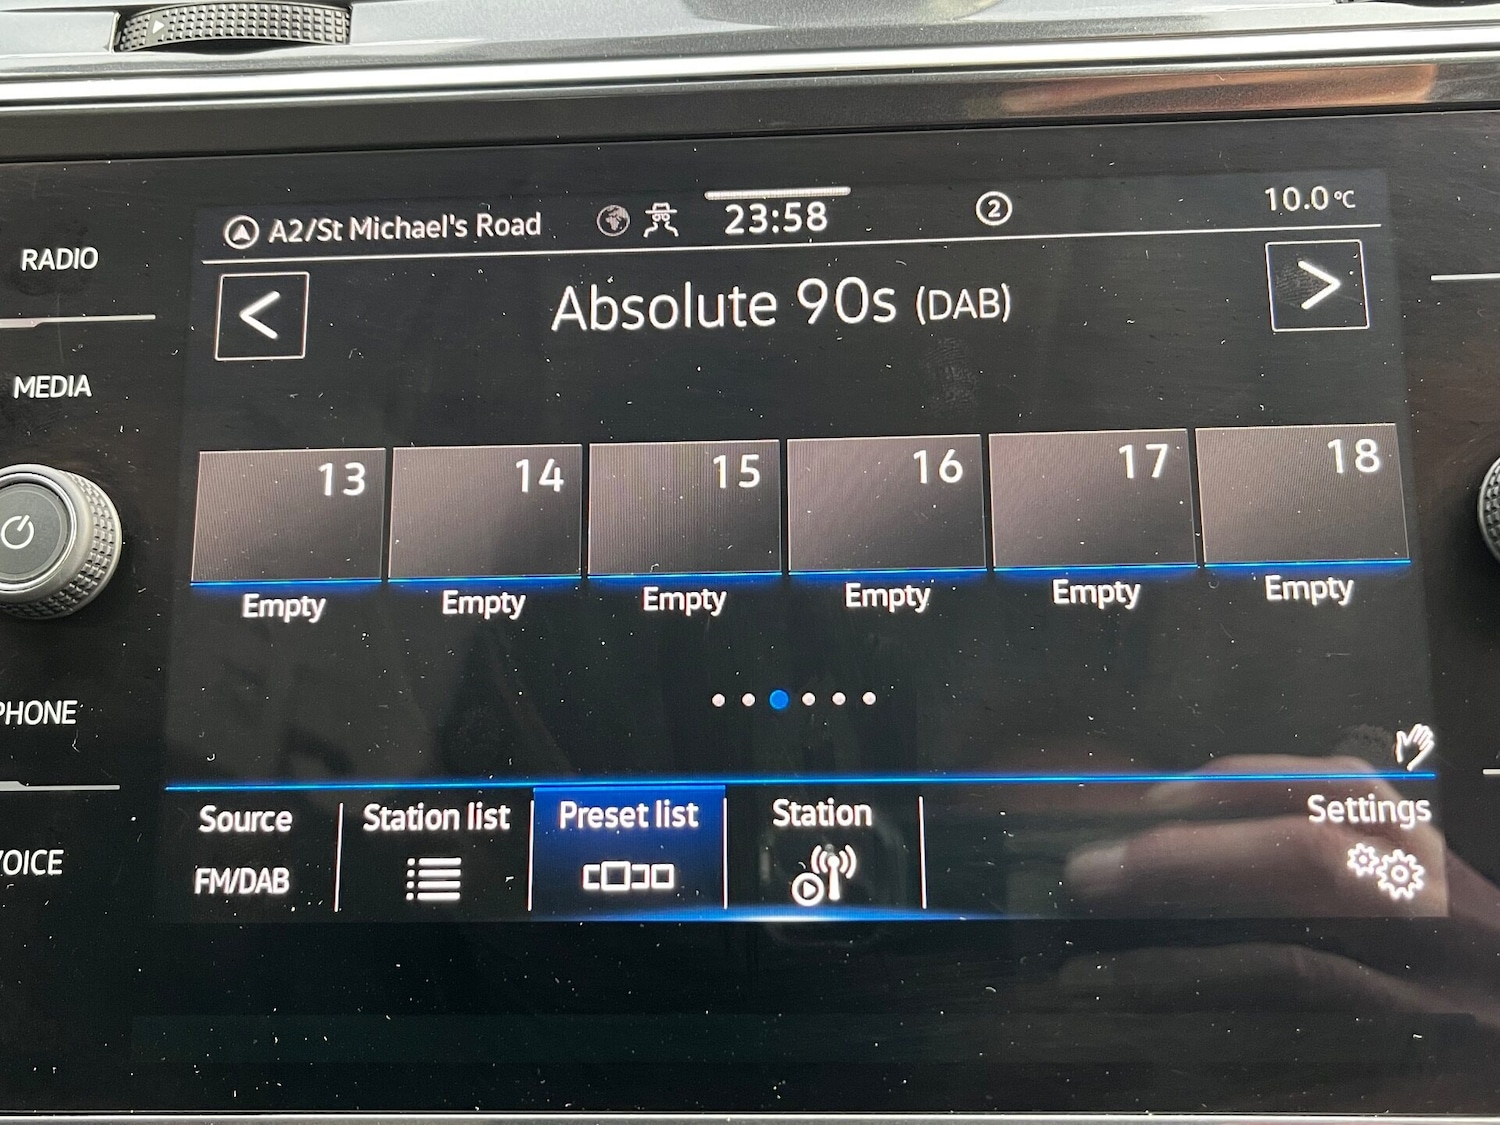 A2/St Michael's Road
23:58
2
10.0°C
RADIO
Absolute 90s (DAB)
MEDIA
13 14 15 16 17 18
Empty Empty Empty Empty Empty Empty
PHONE
Source Station list Preset list Station Settings
FM/DAB
VOICE